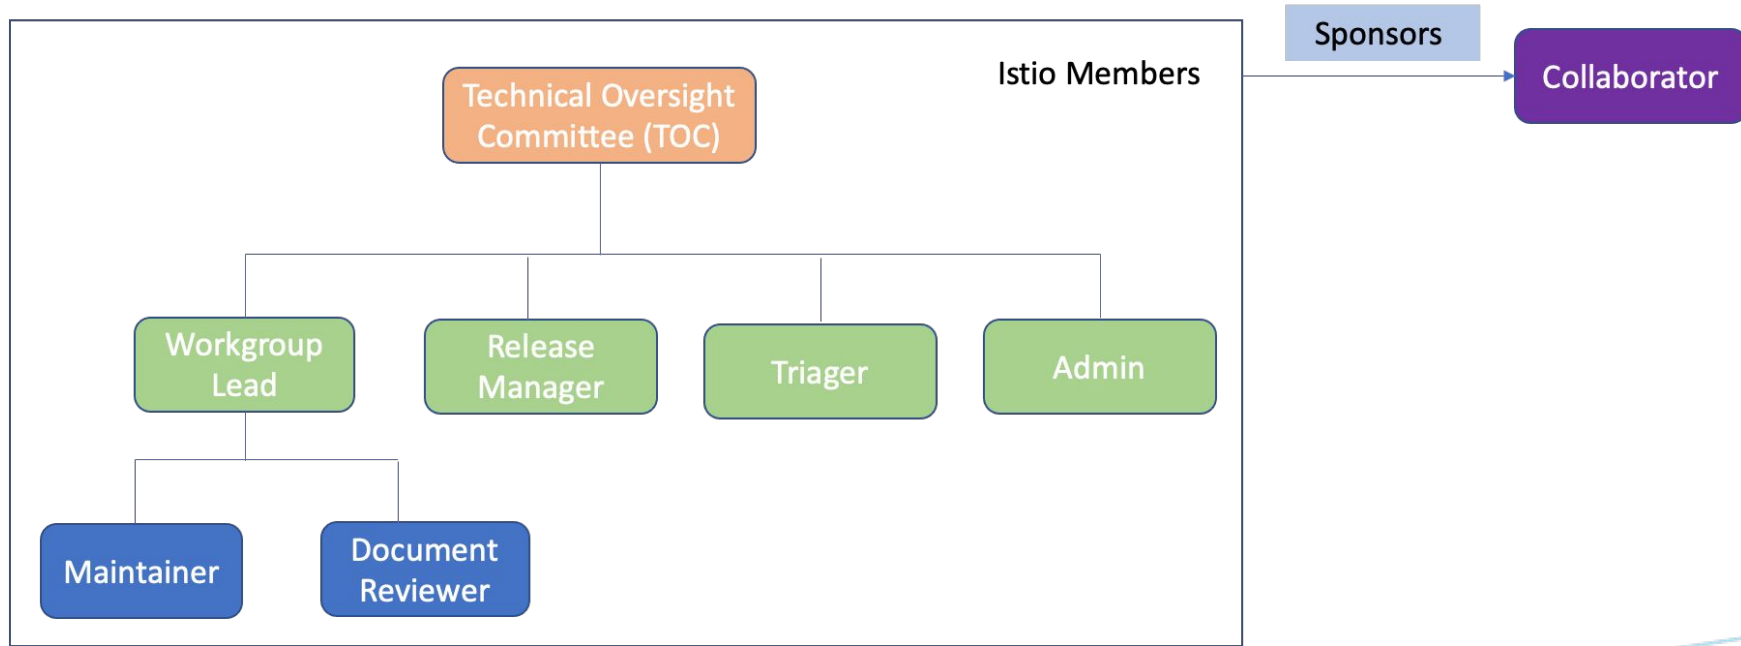 Sponsors
Istio Members
Collaborator
Technical Oversight
Committee (TOC)
Workgroup
Lead
Release
Manager
Triager
Admin
Maintainer
Document
Reviewer